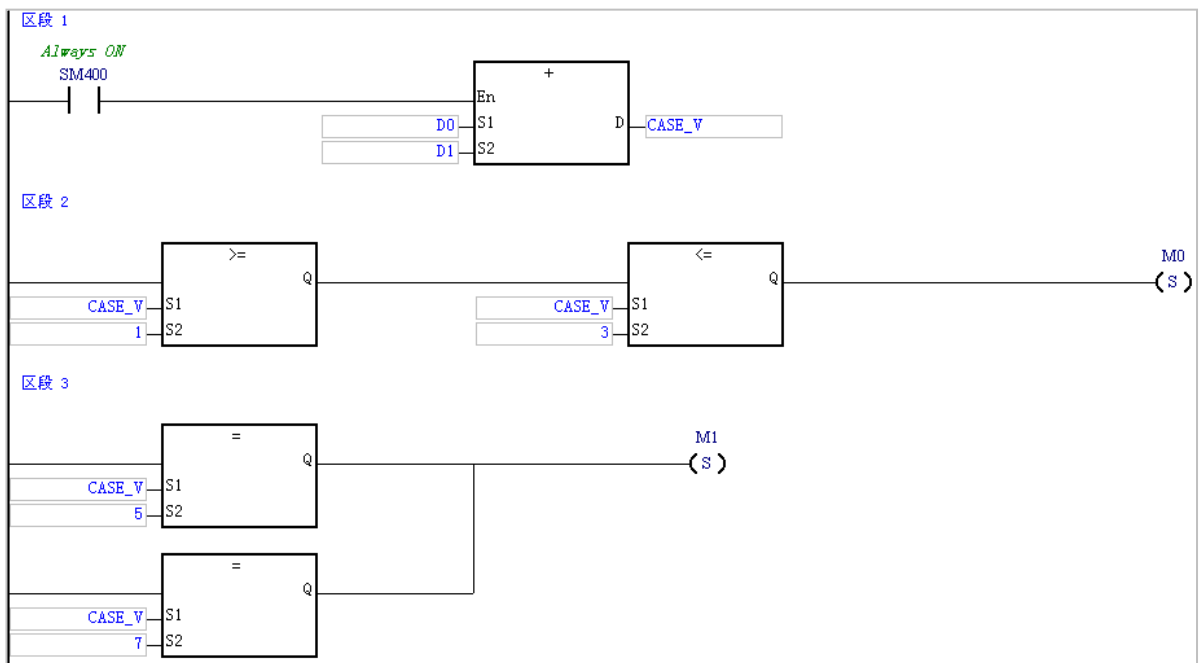 区段 1
Always ON
SM400
+
En
D0 S1 D CASE_V
D1 S2
区段 2
>= <= M0
Q Q ( S )
CASE_V S1 CASE_V S1
1 S2 3 S2
区段 3
= M1
Q ( S )
CASE_V S1
5 S2
=
Q
CASE_V S1
7 S2